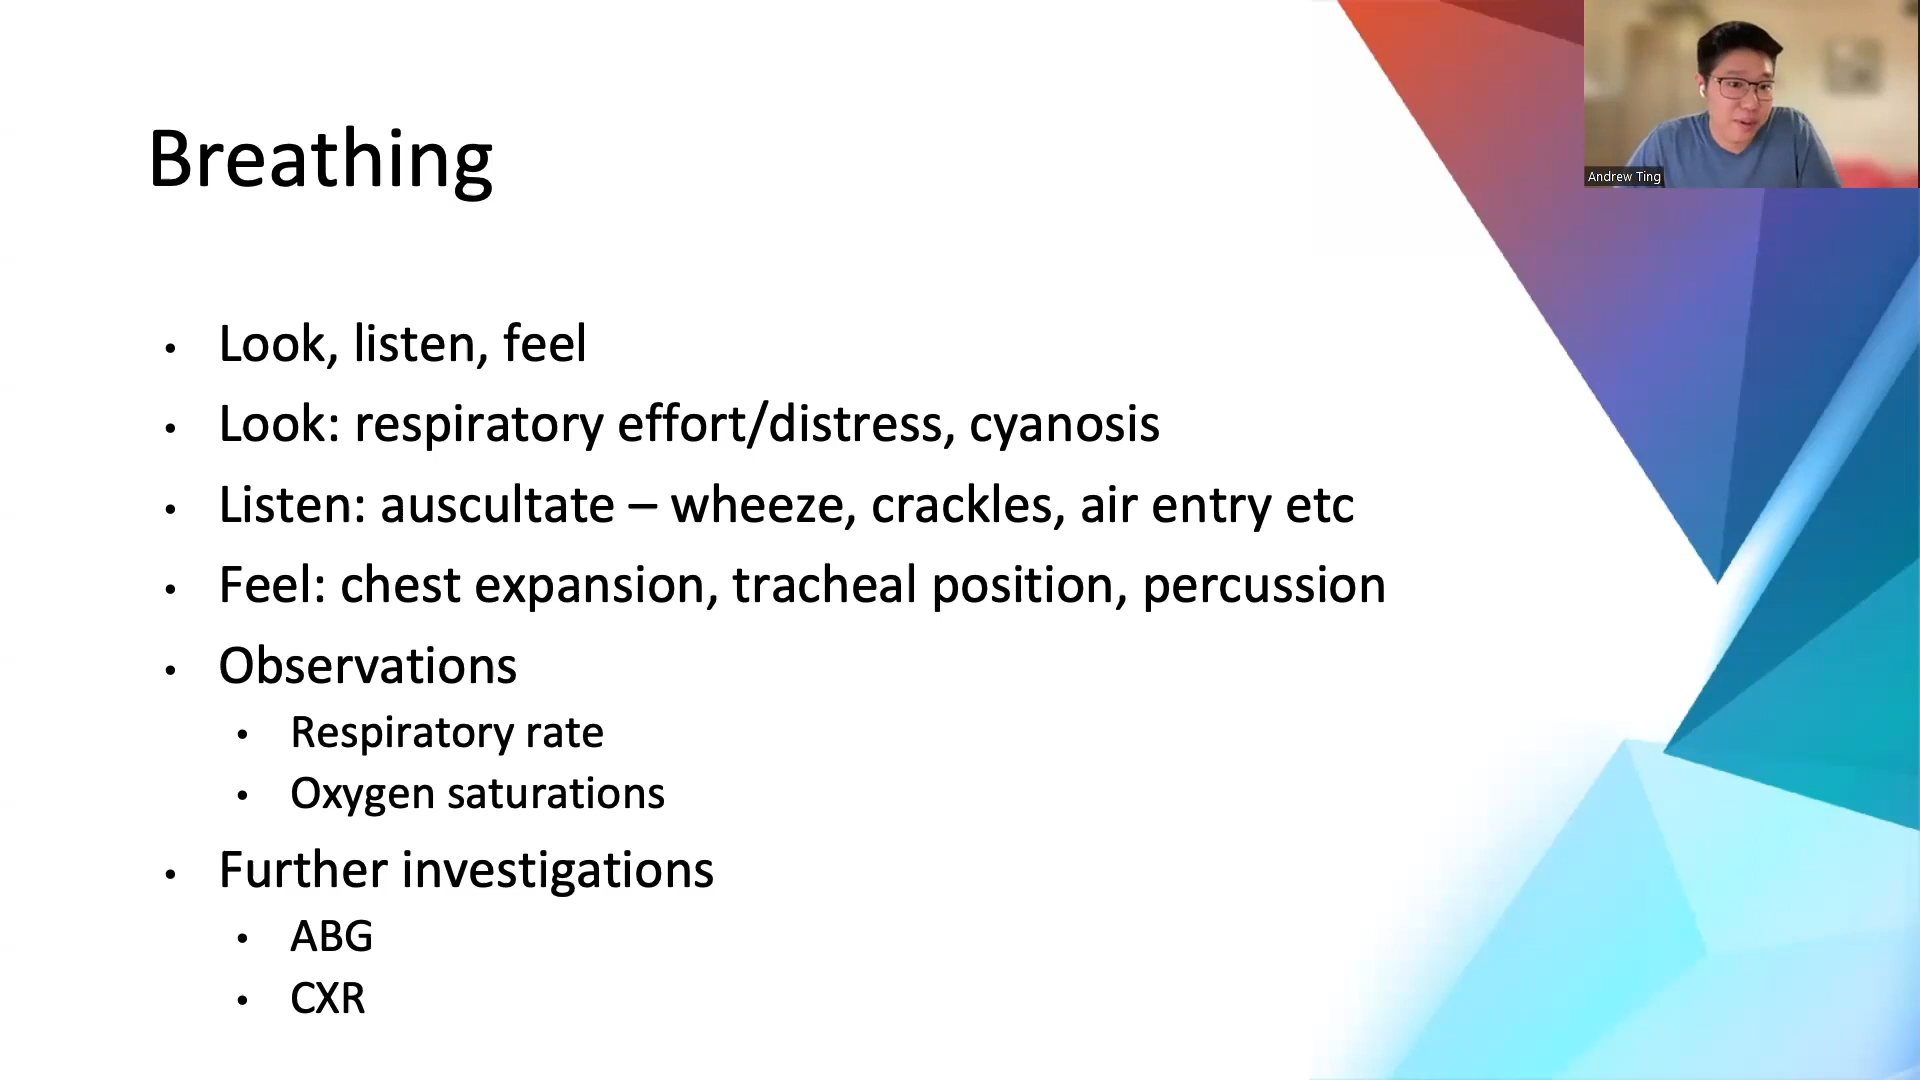 Breathing
• Look, listen, feel
• Look: respiratory effort/distress, cyanosis
• Listen: auscultate – wheeze, crackles, air entry etc
• Feel: chest expansion, tracheal position, percussion
• Observations
• Respiratory rate
• Oxygen saturations
• Further investigations
• ABG
• CXR
Andrew Ting